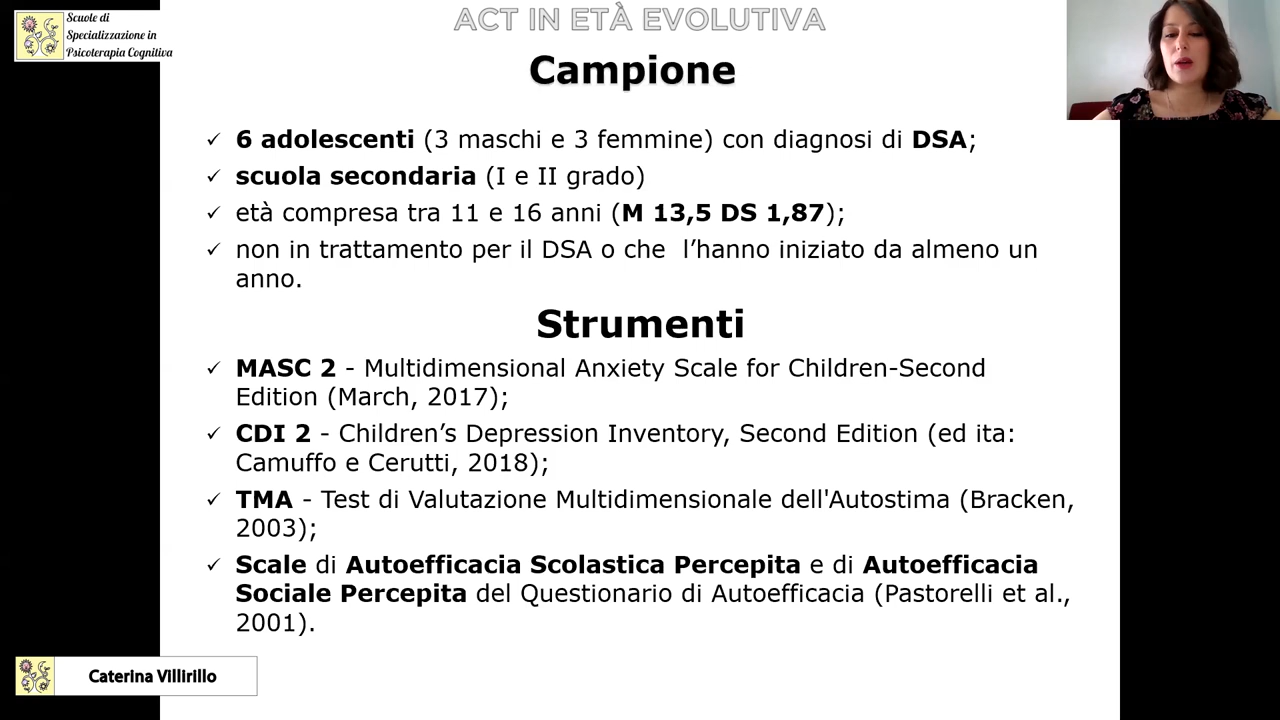 Scuole di
Specializzazione in
Psicoterapia Cognitiva
ACT IN ETÀ EVOLUTIVA
Campione
✓ 6 adolescenti (3 maschi e 3 femmine) con diagnosi di DSA;
✓ scuola secondaria (I e II grado)
✓ età compresa tra 11 e 16 anni (M 13,5 DS 1,87);
✓ non in trattamento per il DSA o che  l’hanno iniziato da almeno un
anno.
Strumenti
✓ MASC 2 - Multidimensional Anxiety Scale for Children-Second
Edition (March, 2017);
✓ CDI 2 - Children’s Depression Inventory, Second Edition (ed ita:
Camuffo e Cerutti, 2018);
✓ TMA - Test di Valutazione Multidimensionale dell'Autostima (Bracken,
2003);
✓ Scale di Autoefficacia Scolastica Percepita e di Autoefficacia
Sociale Percepita del Questionario di Autoefficacia (Pastorelli et al.,
2001).
Caterina Villirillo